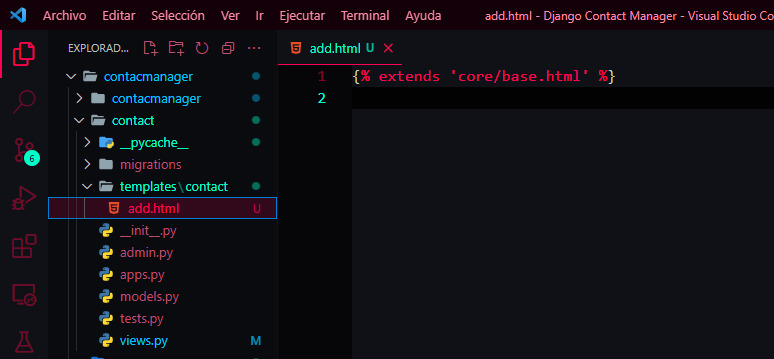 Archivo Editar Selección Ver Ir Ejecutar Terminal Ayuda add.html - Django Contact Manager - Visual Studio Co
EXPLORAD... add.html U
contacmanager
contacmanager
contact
__pycache__
migrations
templates\contact
add.html U
__init__.py
admin.py
apps.py
models.py
tests.py
views.py M
6
1 {% extends 'core/base.html' %}
2